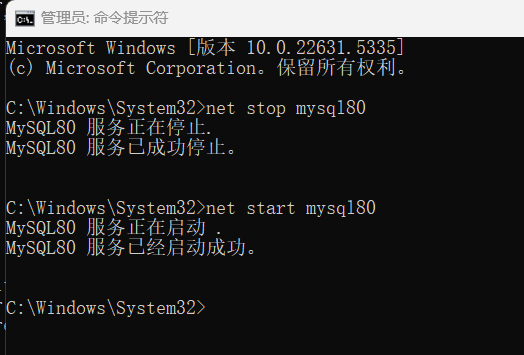 管理员: 命令提示符
Microsoft Windows [版本 10.0.22631.5335]
(c) Microsoft Corporation。保留所有权利。
C:\Windows\System32>net stop mysql80
MySQL80 服务正在停止.
MySQL80 服务已成功停止。
C:\Windows\System32>net start mysql80
MySQL80 服务正在启动 .
MySQL80 服务已经启动成功。
C:\Windows\System32>